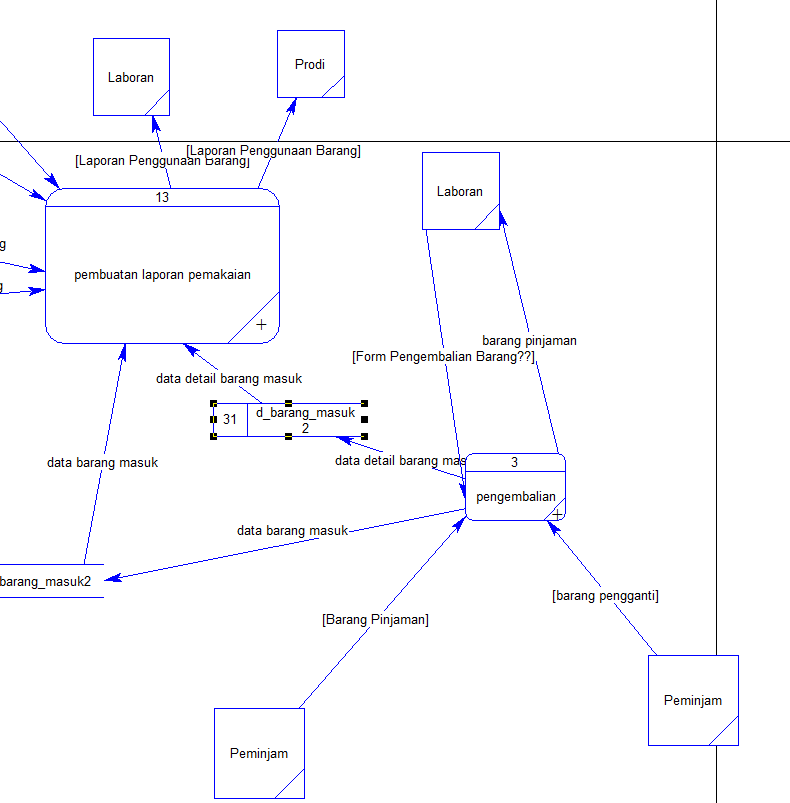 Prodi
Laboran
[Laporan Penggunaan Barang]
[Laporan Penggunaan Barang]
13
Laboran
g
pembuatan laporan pemakaian
g
barang pinjaman
[Form Pengembalian Barang??]
data detail barang masuk
31
d_barang_masuk
2
data barang masuk
data detail barang mas
3
pengembalian
data barang masuk
barang_masuk2
[barang pengganti]
[Barang Pinjaman]
Peminjam
Peminjam